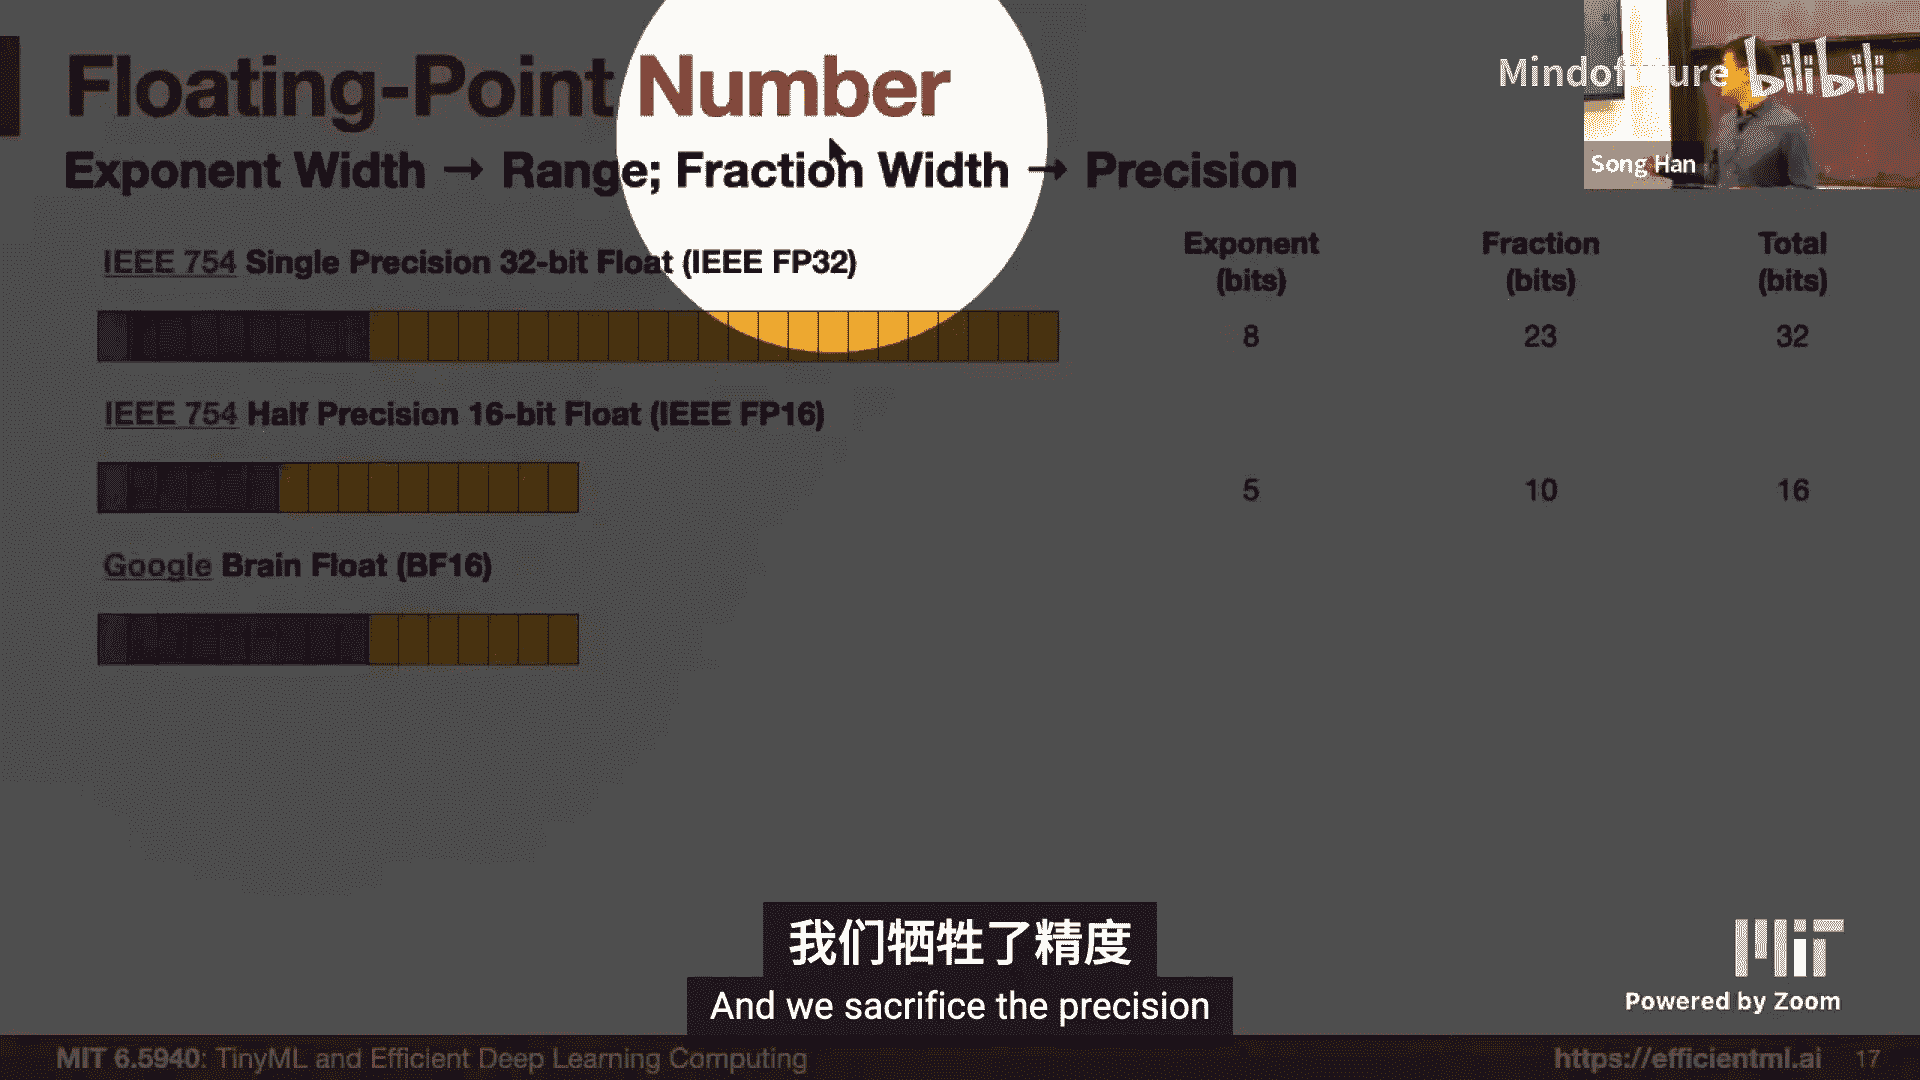 Floating-Point Number
Exponent Width → Range; Fraction Width → Precision
Song Han
bilibili
IEEE 754 Single Precision 32-bit Float (IEEE FP32)
Exponent (bits)
Fraction (bits)
Total (bits)
8
23
32
IEEE 754 Half Precision 16-bit Float (IEEE FP16)
5
10
16
Google Brain Float (BF16)
我们牺牲了精度
And we sacrifice the precision
MIT
Powered by Zoom
MIT 6.5940: TinyML and Efficient Deep Learning Computing
https://efficientml.ai
17